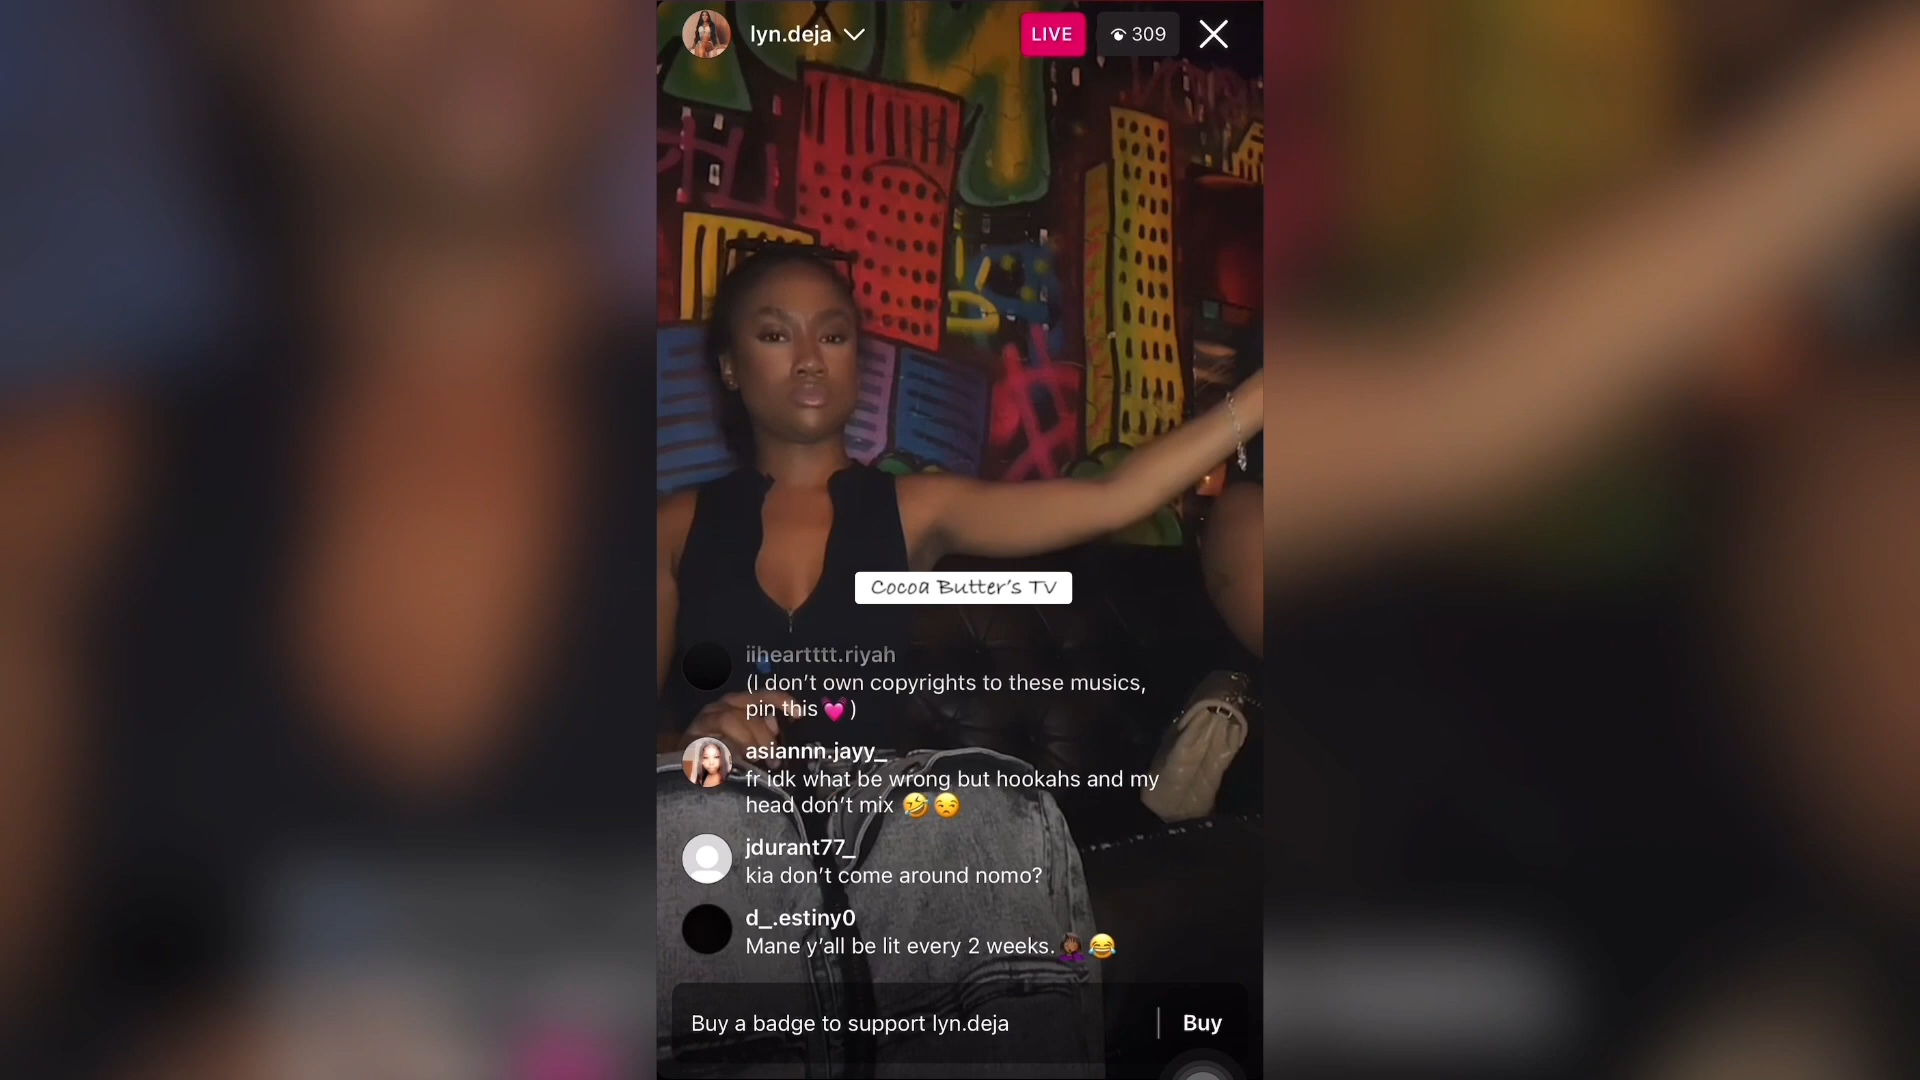 lyn.deja
LIVE
309
Cocoa Butter's TV
iiheartttt.riyah
(I don't own copyrights to these musics,
pin this💓)
asiannn.jayy_
fr idk what be wrong but hookahs and my
head don't mix 🤣😒
jdurant77_
kia don't come around nomo?
d_.estiny0
Mane y'all be lit every 2 weeks.🤦🏾‍♀️😂
Buy a badge to support lyn.deja
Buy